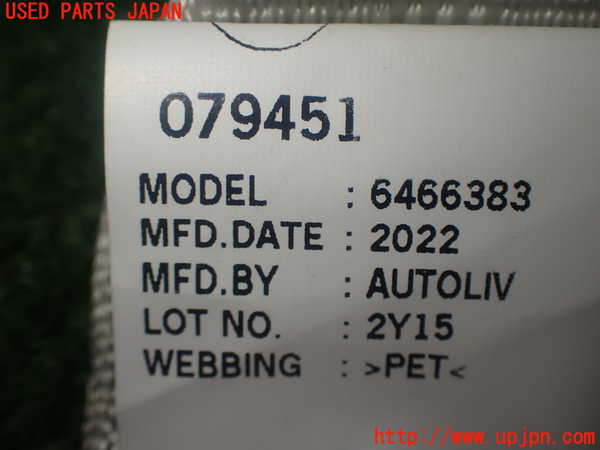 USED PARTS JAPAN
079451
MODEL : 6466383
MFD.DATE : 2022
MFD.BY : AUTOLIV
LOT NO. : 2Y15
WEBBING : >PET<
http://www.upjpn.com/